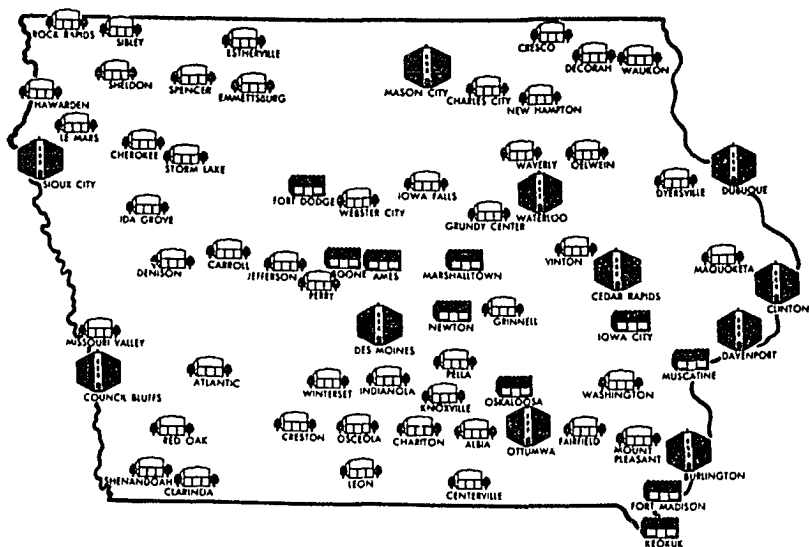 ROCK RAPIDS
SIBLEY
ESTHERVILLE
CRESCO
DECORAH
WAUKON
SHELDON
SPENCER
EMMETTSBURG
MASON CITY
CHARLES CITY
NEW HAMPTON
HAWARDEN
LE MARS
CHEROKEE
STORM LAKE
WAVERLY
OELWEIN
SIOUX CITY
FORT DODGE
WEBSTER CITY
IOWA FALLS
DYERSVILLE
DUBUQUE
IDA GROVE
GRUNDY CENTER
WATERLOO
DENISON
CARROLL
JEFFERSON
BOONE
AMES
MARSHALLTOWN
VINTON
MAQUOKETA
PERRY
CEDAR RAPIDS
CLINTON
MISSOURI VALLEY
DES MOINES
NEWTON
GRINNELL
IOWA CITY
DAVENPORT
COUNCIL BLUFFS
ATLANTIC
WINTERSET
INDIANOLA
PELLA
MUSCATINE
KNOXVILLE
OSKALOOSA
WASHINGTON
RED OAK
CRESTON
OSCEOLA
CHARITON
ALBIA
OTTUMWA
FAIRFIELD
MOUNT
PLEASANT
BURLINGTON
SHENANDOAH
CLARINDA
LEON
CENTERVILLE
FORT MADISON
KEOKUK